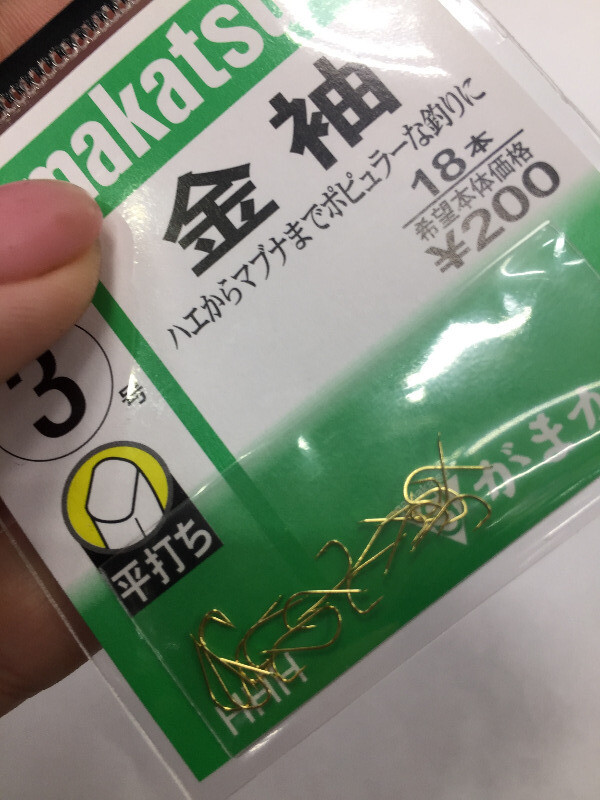 makatsu
金袖
ハエからマブナまでポピュラーな釣りに
18本
希望本体価格
¥200
3号
平打ち
がまか